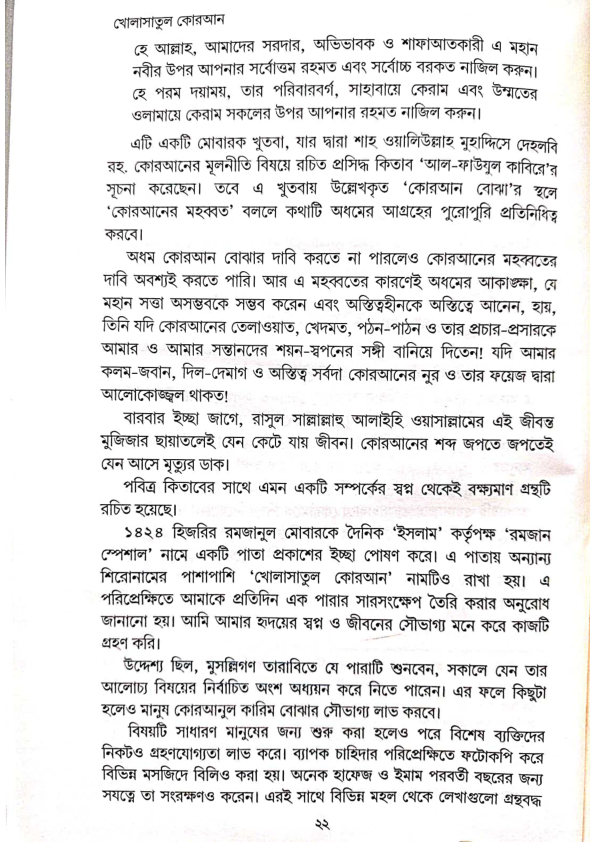 খোলাসাতুল কোরআন
হে আল্লাহ, আমাদের সরদার, অভিভাবক ও শাফাআতকারী এ মহান
নবীর উপর আপনার সর্বোত্তম রহমত এবং সর্বোচ্চ বরকত নাজিল করুন।
হে পরম দয়াময়, তার পরিবারবর্গ, সাহাবায়ে কেরাম এবং উম্মতের
ওলামায়ে কেরাম সকলের উপর আপনার রহমত নাজিল করুন।
এটি একটি মোবারক খুতবা, যার দ্বারা শাহ ওয়ালিউল্লাহ মুহাদ্দিসে দেহলবি
রহ. কোরআনের মূলনীতি বিষয়ে রচিত প্রসিদ্ধ কিতাব ‘আল-ফাউযুল কাবিরে’র
সূচনা করেছেন। তবে এ খুতবায় উল্লেখকৃত ‘কোরআন বোঝা’র স্থলে
‘কোরআনের মহব্বত’ বললে কথাটি অধমের আগ্রহের পুরোপুরি প্রতিনিধিত্ব
করবে।
অধম কোরআন বোঝার দাবি করতে না পারলেও কোরআনের মহব্বতের
দাবি অবশ্যই করতে পারি। আর এ মহব্বতের কারণেই অধমের আকাঙ্ক্ষা, যে
মহান সত্তা অসম্ভবকে সম্ভব করেন এবং অস্তিত্বহীনকে অস্তিত্বে আনেন, হায়,
তিনি যদি কোরআনের তেলাওয়াত, খেদমত, পঠন-পাঠন ও তার প্রচার-প্রসারকে
আমার ও আমার সন্তানদের শয়ন-স্বপনের সঙ্গী বানিয়ে দিতেন! যদি আমার
কলম-জবান, দিল-দেমাগ ও অস্তিত্ব সর্বদা কোরআনের নুর ও তার ফয়েজ দ্বারা
আলোকোজ্জ্বল থাকত!
বারবার ইচ্ছা জাগে, রাসুল সাল্লাল্লাহু আলাইহি ওয়াসাল্লামের এই জীবন্ত
মুজিজার ছায়াতলেই যেন কেটে যায় জীবন। কোরআনের শব্দ জপতে জপতেই
যেন আসে মৃত্যুর ডাক।
পবিত্র কিতাবের সাথে এমন একটি সম্পর্কের স্বপ্ন থেকেই বক্ষ্যমাণ গ্রন্থটি
রচিত হয়েছে।
১৪২৪ হিজরির রমজানুল মোবারকে দৈনিক ‘ইসলাম’ কর্তৃপক্ষ ‘রমজান
স্পেশাল’ নামে একটি পাতা প্রকাশের ইচ্ছা পোষণ করে। এ পাতায় অন্যান্য
শিরোনামের পাশাপাশি ‘খোলাসাতুল কোরআন’ নামটিও রাখা হয়। এ
পরিপ্রেক্ষিতে আমাকে প্রতিদিন এক পারার সারসংক্ষেপ তৈরি করার অনুরোধ
জানানো হয়। আমি আমার হৃদয়ের স্বপ্ন ও জীবনের সৌভাগ্য মনে করে কাজটি
গ্রহণ করি।
উদ্দেশ্য ছিল, মুসল্লিগণ তারাবিতে যে পারাটি শুনবেন, সকালে যেন তার
আলোচ্য বিষয়ের নির্বাচিত অংশ অধ্যয়ন করে নিতে পারেন। এর ফলে কিছুটা
হলেও মানুষ কোরআনুল কারিম বোঝার সৌভাগ্য লাভ করবে।
বিষয়টি সাধারণ মানুষের জন্য শুরু করা হলেও পরে বিশেষ ব্যক্তিদের
নিকটও গ্রহণযোগ্যতা লাভ করে। ব্যাপক চাহিদার পরিপ্রেক্ষিতে ফটোকপি করে
বিভিন্ন মসজিদে বিলিও করা হয়। অনেক হাফেজ ও ইমাম পরবর্তী বছরের জন্য
সযত্নে তা সংরক্ষণও করেন। এরই সাথে বিভিন্ন মহল থেকে লেখাগুলো গ্রন্থবদ্ধ
২২